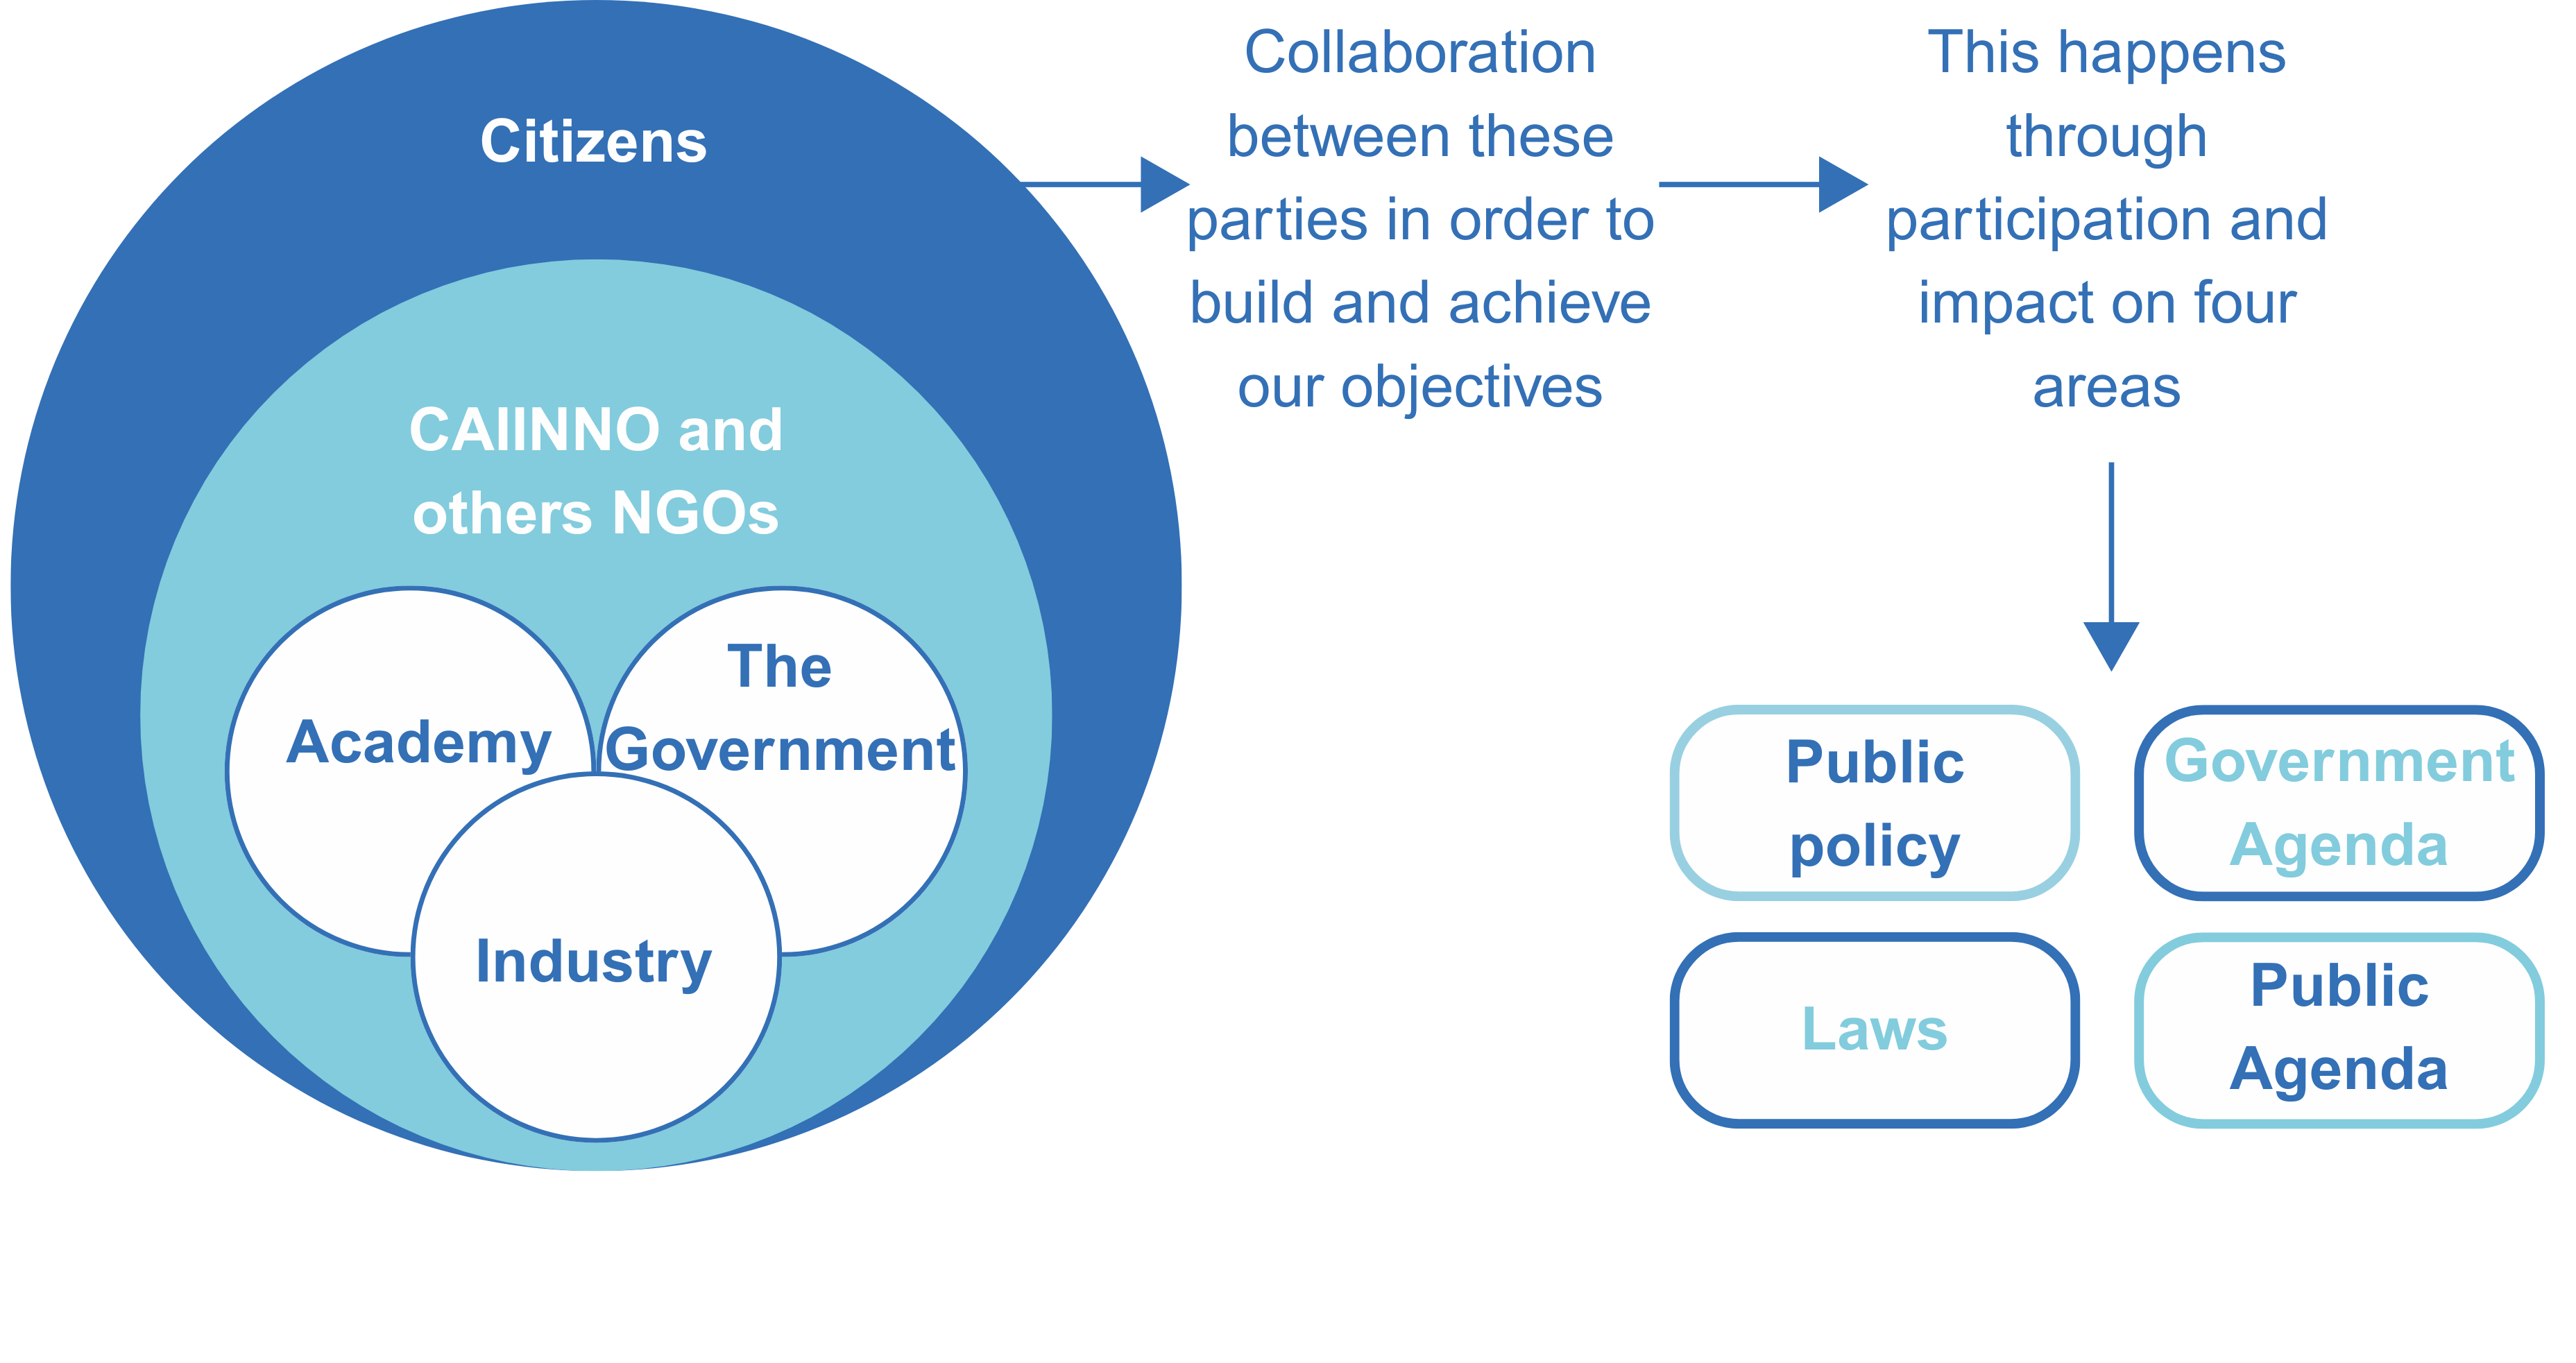 Citizens
CAIINNO and
others NGOs
Academy
The
Government
Industry
Collaboration
between these
parties in order to
build and achieve
our objectives
This happens
through
participation and
impact on four
areas
Public
policy
Government
Agenda
Laws
Public
Agenda